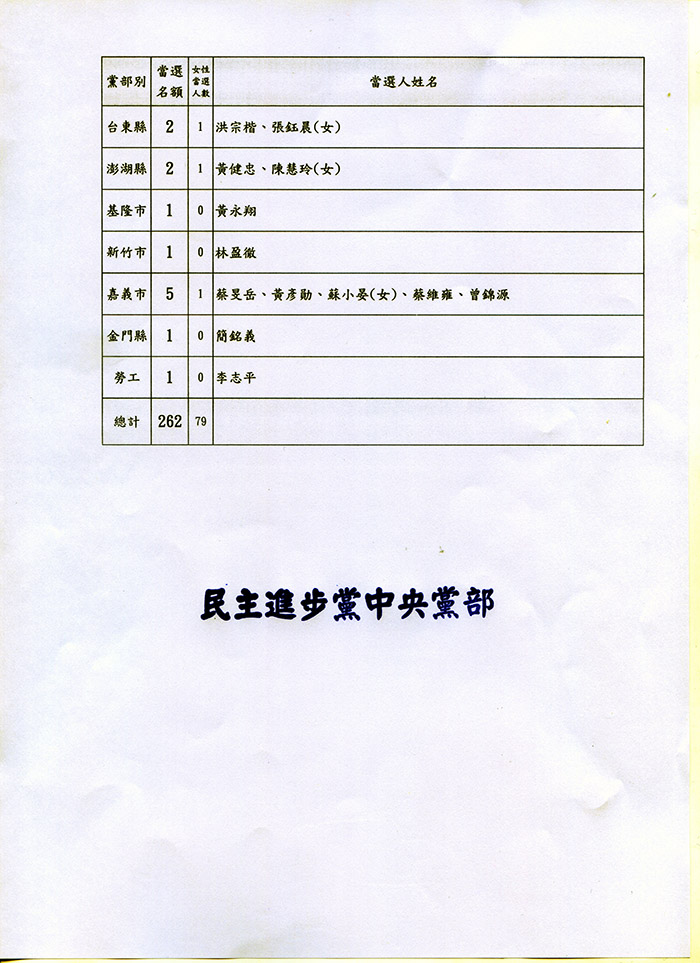 黨部別 當選名額 女性當選人數 當選人姓名
台東縣 2 1 洪宗楷、張鈺晨(女)
澎湖縣 2 1 黃健忠、陳慧玲(女)
基隆市 1 0 黃永翔
新竹市 1 0 林盈徹
嘉義市 5 1 蔡旻岳、黃彥勛、蘇小晏(女)、蔡維雍、曾錦源
金門縣 1 0 簡銘義
勞工 1 0 李志平
總計 262 79
民主進步黨中央黨部